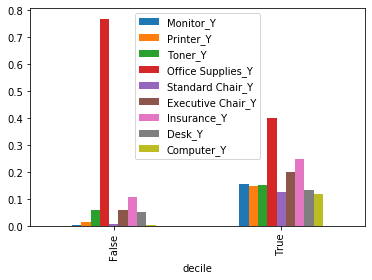 0.8
0.7
0.6
0.5
0.4
0.3
0.2
0.1
0.0
Monitor_Y
Printer_Y
Toner_Y
Office Supplies_Y
Standard Chair_Y
Executive Chair_Y
Insurance_Y
Desk_Y
Computer_Y
False
True
decile